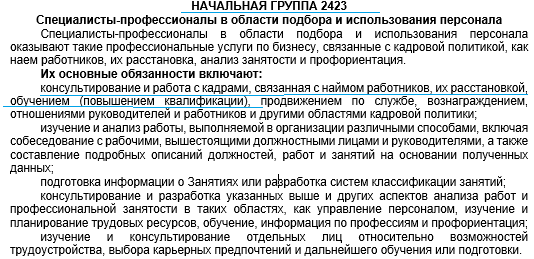 НАЧАЛЬНАЯ ГРУППА 2423
Специалисты-профессионалы в области подбора и использования персонала
Специалисты-профессионалы в области подбора и использования персонала
оказывают такие профессиональные услуги по бизнесу, связанные с кадровой политикой, как
наем работников, их расстановка, анализ занятости и профориентация.
Их основные обязанности включают:
консультирование и работа с кадрами, связанная с наймом работников, их расстановкой,
обучением (повышением квалификации), продвижением по службе, вознаграждением,
отношениями руководителей и работников и другими областями кадровой политики;
изучение и анализ работы, выполняемой в организации различными способами, включая
собеседование с рабочими, вышестоящими должностными лицами и руководителями, а также
составление подробных описаний должностей, работ и занятий на основании полученных
данных;
подготовка информации о Занятиях или разработка систем классификации занятий;
консультирование и разработка указанных выше и других аспектов анализа работ и
профессиональной занятости в таких областях, как управление персоналом, изучение и
планирование трудовых ресурсов, обучение, информация по профессиям и профориентация;
изучение и консультирование отдельных лиц относительно возможностей
трудоустройства, выбора карьерных предпочтений и дальнейшего обучения или подготовки.